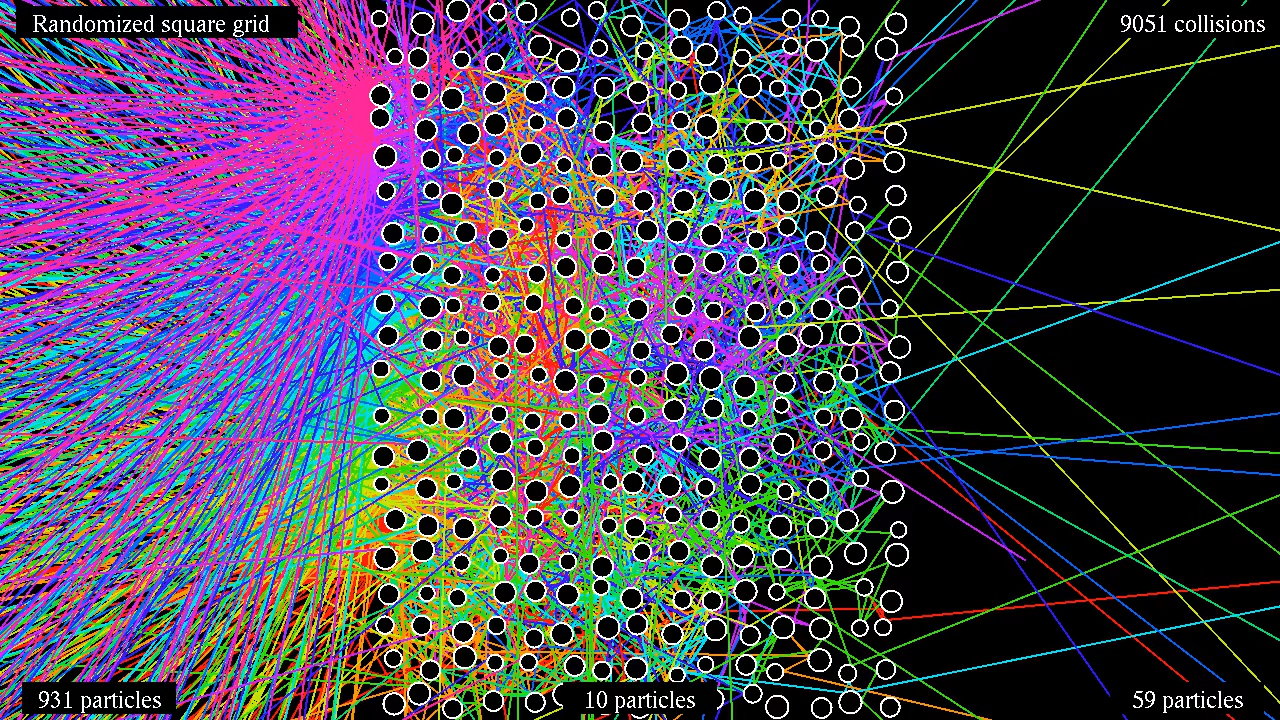 Randomized square grid
9051 collisions
931 particles
10 particles
59 particles